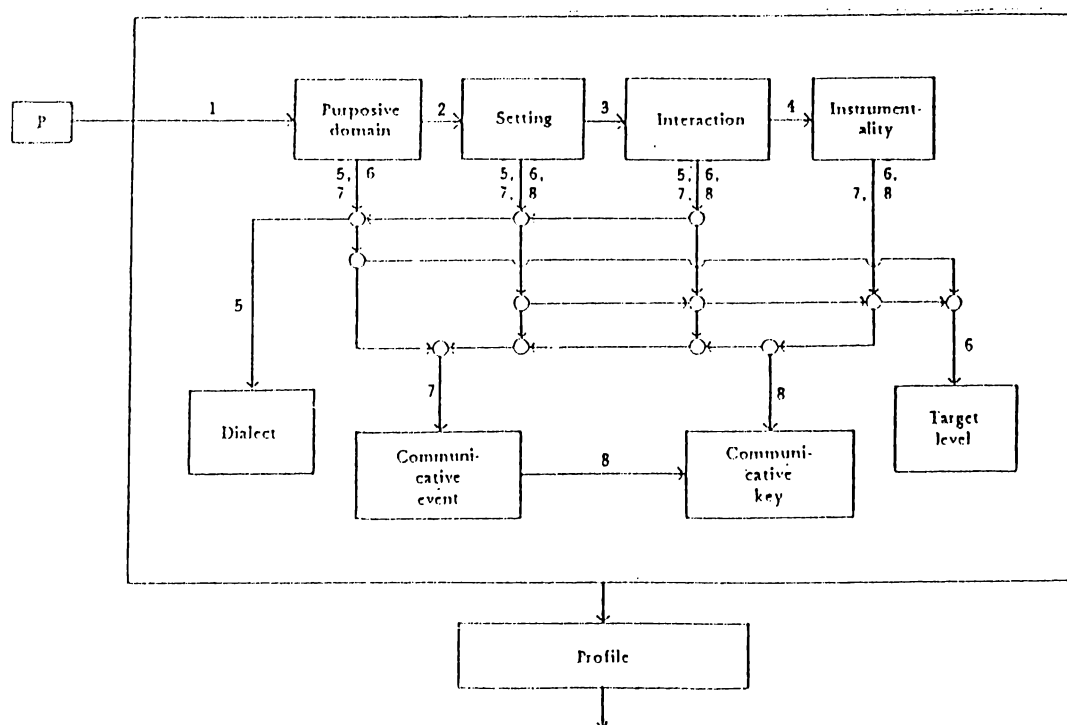 P
1
Purposive
domain
2
Setting
3
Interaction
4
Instrument-
ality
5, 6
7
5, 6,
7, 8
5, 6,
7, 8
6,
7, 8
5
6
7
8
Dialect
Communi-
cative
event
8
Communi-
cative
key
Target
level
Profile